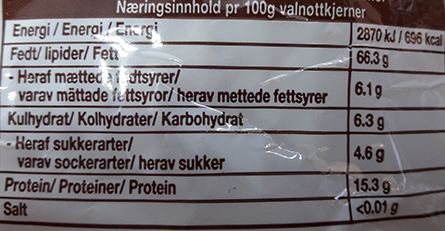 Næringsinnhold pr 100g valnøttkjerner
Energi / Energi / Energi 2870 kJ / 696 kcal
Fedt/ lipider/ Fett 66.3 g
- Heraf mættede fedtsyrer/
varav mättade fettsyror/ herav mettede fettsyrer 6.1 g
Kulhydrat/ Kolhydrater/ Karbohydrat 6.3 g
- Heraf sukkerarter/
varav sockerarter/ herav sukker 4.6 g
Protein/ Proteiner/ Protein 15.3 g
Salt <0.01 g